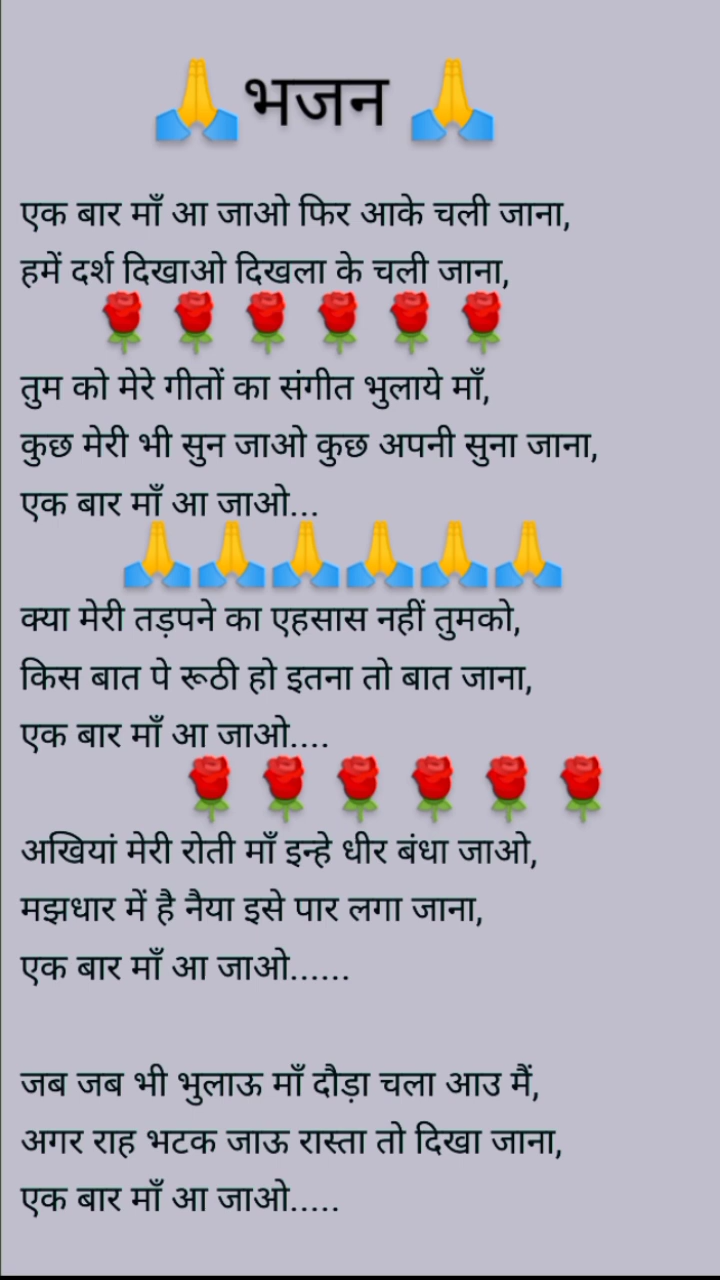 🙏भजन 🙏
एक बार माँ आ जाओ फिर आके चली जाना,
हमें दर्श दिखाओ दिखला के चली जाना,
🌹 🌹 🌹 🌹 🌹 🌹
तुम को मेरे गीतों का संगीत भुलाये माँ,
कुछ मेरी भी सुन जाओ कुछ अपनी सुना जाना,
एक बार माँ आ जाओ...
🙏🙏🙏🙏🙏🙏
क्या मेरी तड़पने का एहसास नहीं तुमको,
किस बात पे रूठी हो इतना तो बात जाना,
एक बार माँ आ जाओ....
🌹 🌹 🌹 🌹 🌹 🌹
अखियां मेरी रोती माँ इन्हे धीर बंधा जाओ,
मझधार में है नैया इसे पार लगा जाना,
एक बार माँ आ जाओ......
जब जब भी भुलाऊ माँ दौड़ा चला आउ मैं,
अगर राह भटक जाऊ रास्ता तो दिखा जाना,
एक बार माँ आ जाओ.....